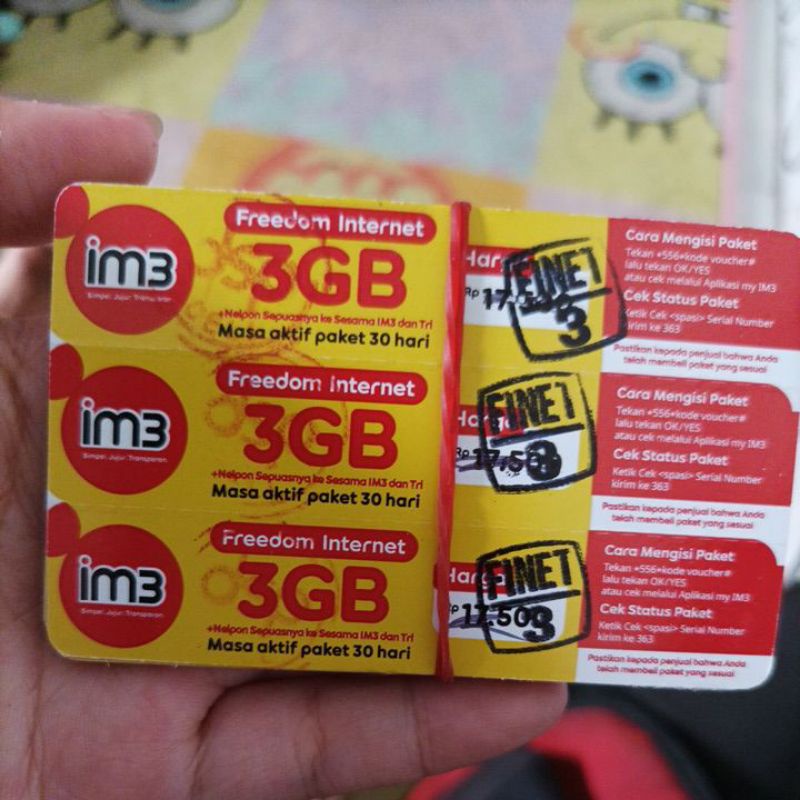 im3
Simpel Jujur Transparan
Freedom Internet
3GB
+Nelpon Sepuasnya ke Sesama IM3 dan Tri
Masa aktif paket 30 hari
Harga
Rp 17.500
FINET
3
Cara Mengisi Paket
Tekan *556*kode voucher#
lalu tekan OK/YES
atau cek melalui Aplikasi my IM3
Cek Status Paket
Ketik Cek <spasi> Serial Number
kirim ke 363
Pastikan kepada penjual bahwa Anda
telah membeli paket yang sesuai
im3
Simpel Jujur Transparan
Freedom Internet
3GB
+Nelpon Sepuasnya ke Sesama IM3 dan Tri
Masa aktif paket 30 hari
Harga
Rp 17.500
FINET
3
Cara Mengisi Paket
Tekan *556*kode voucher#
lalu tekan OK/YES
atau cek melalui Aplikasi my IM3
Cek Status Paket
Ketik Cek <spasi> Serial Number
kirim ke 363
Pastikan kepada penjual bahwa Anda
telah membeli paket yang sesuai
im3
Simpel Jujur Transparan
Freedom Internet
3GB
+Nelpon Sepuasnya ke Sesama IM3 dan Tri
Masa aktif paket 30 hari
Harga
Rp 17.500
FINET
3
Cara Mengisi Paket
Tekan *556*kode voucher#
lalu tekan OK/YES
atau cek melalui Aplikasi my IM3
Cek Status Paket
Ketik Cek <spasi> Serial Number
kirim ke 363
Pastikan kepada penjual bahwa Anda
telah membeli paket yang sesuai